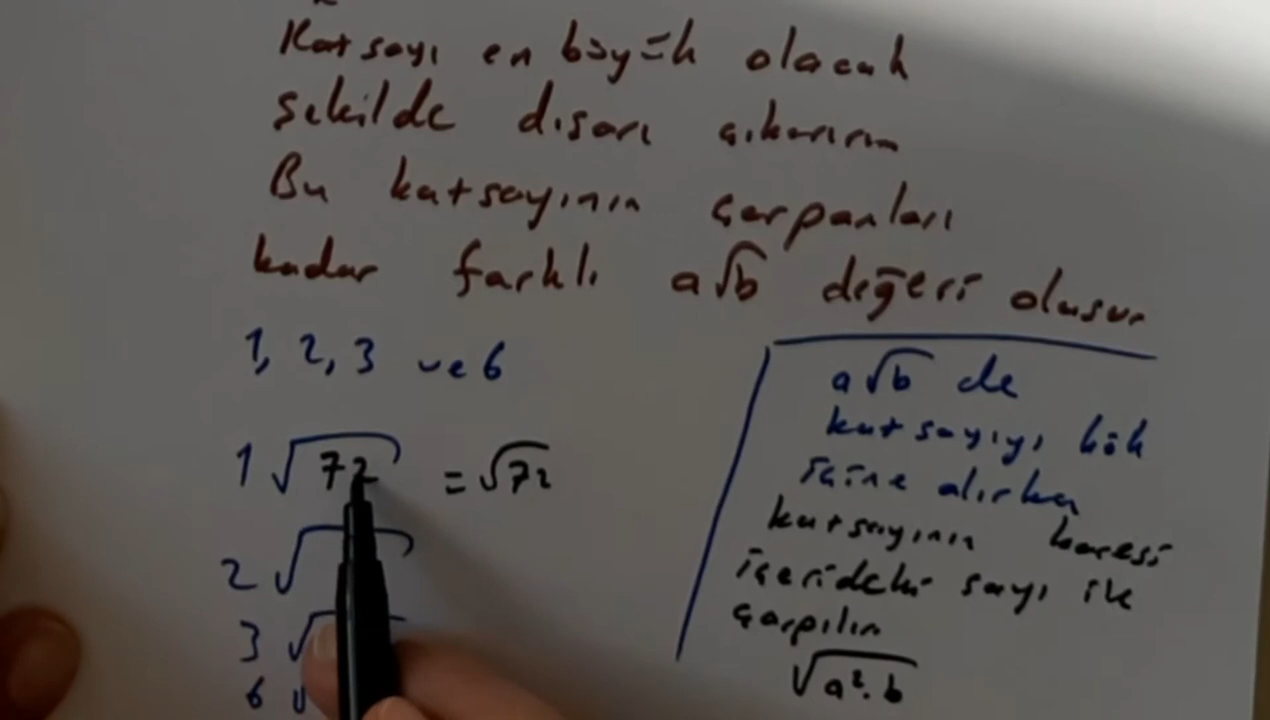 Katsayı en büyük olacak
şekilde dışarı çıkarırım
Bu katsayının çarpanları
kadar farklı a√b değeri oluşur
1, 2, 3 ve 6
1 √72 = √72
2 √
3 √
6 √
a√b de
katsayıyı kök
içine alırken
katsayının karesi
içerideki sayı ile
çarpılır
√a².b